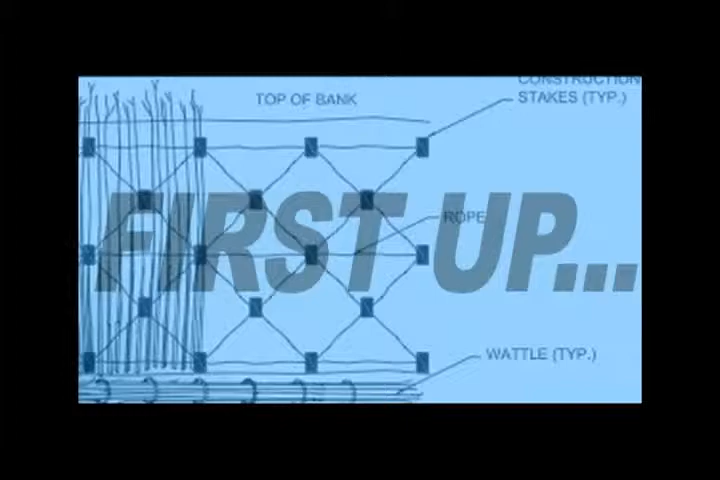 CONSTRUCTION
STAKES (TYP.)
TOP OF BANK
ROPE
FIRST UP...
WATTLE (TYP.)